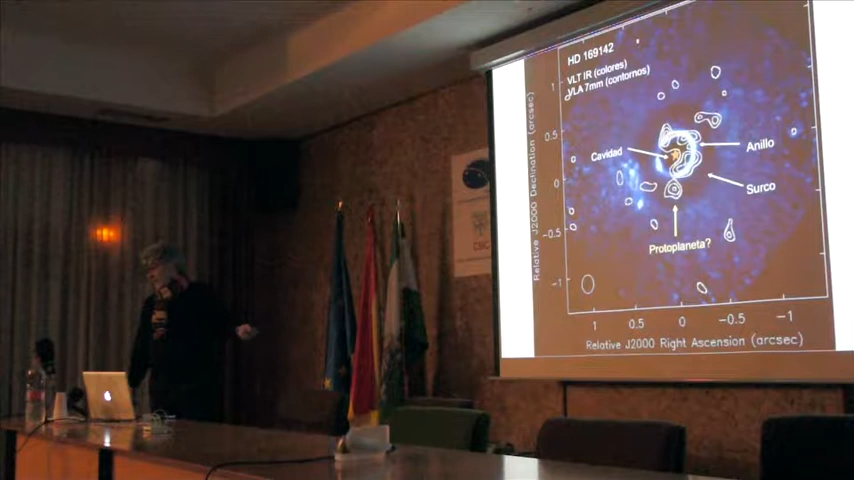 HD 169142
VLT IR (colores)
VLA 7mm (contornos)
Cavidad
Anillo
Surco
Protoplaneta?
Relative J2000 Declination (arcsec)
1
0.5
0
-0.5
-1
1
0.5
0
-0.5
-1
Relative J2000 Right Ascension (arcsec)
CSIC